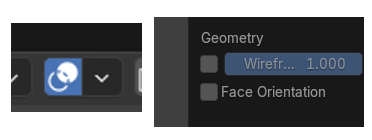 Geometry
Wirefr... 1.000
Face Orientation